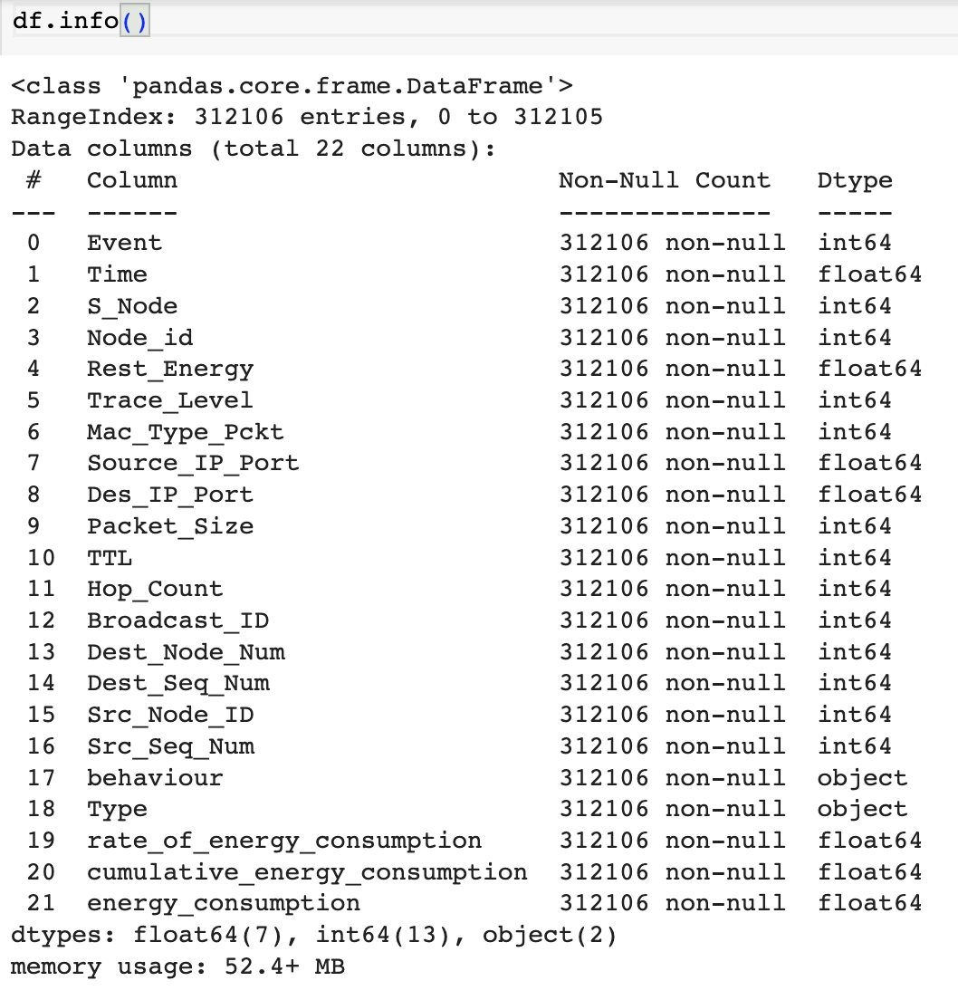 df.info()
<class 'pandas.core.frame.DataFrame'>
RangeIndex: 312106 entries, 0 to 312105
Data columns (total 22 columns):
 #   Column                         Non-Null Count   Dtype
---  ------                         --------------   -----
 0   Event                          312106 non-null  int64
 1   Time                           312106 non-null  float64
 2   S_Node                         312106 non-null  int64
 3   Node_id                        312106 non-null  int64
 4   Rest_Energy                    312106 non-null  float64
 5   Trace_Level                    312106 non-null  int64
 6   Mac_Type_Pckt                  312106 non-null  int64
 7   Source_IP_Port                 312106 non-null  float64
 8   Des_IP_Port                    312106 non-null  float64
 9   Packet_Size                    312106 non-null  int64
 10  TTL                            312106 non-null  int64
 11  Hop_Count                      312106 non-null  int64
 12  Broadcast_ID                   312106 non-null  int64
 13  Dest_Node_Num                  312106 non-null  int64
 14  Dest_Seq_Num                   312106 non-null  int64
 15  Src_Node_ID                    312106 non-null  int64
 16  Src_Seq_Num                    312106 non-null  int64
 17  behaviour                      312106 non-null  object
 18  Type                           312106 non-null  object
 19  rate_of_energy_consumption     312106 non-null  float64
 20  cumulative_energy_consumption  312106 non-null  float64
 21  energy_consumption             312106 non-null  float64
dtypes: float64(7), int64(13), object(2)
memory usage: 52.4+ MB